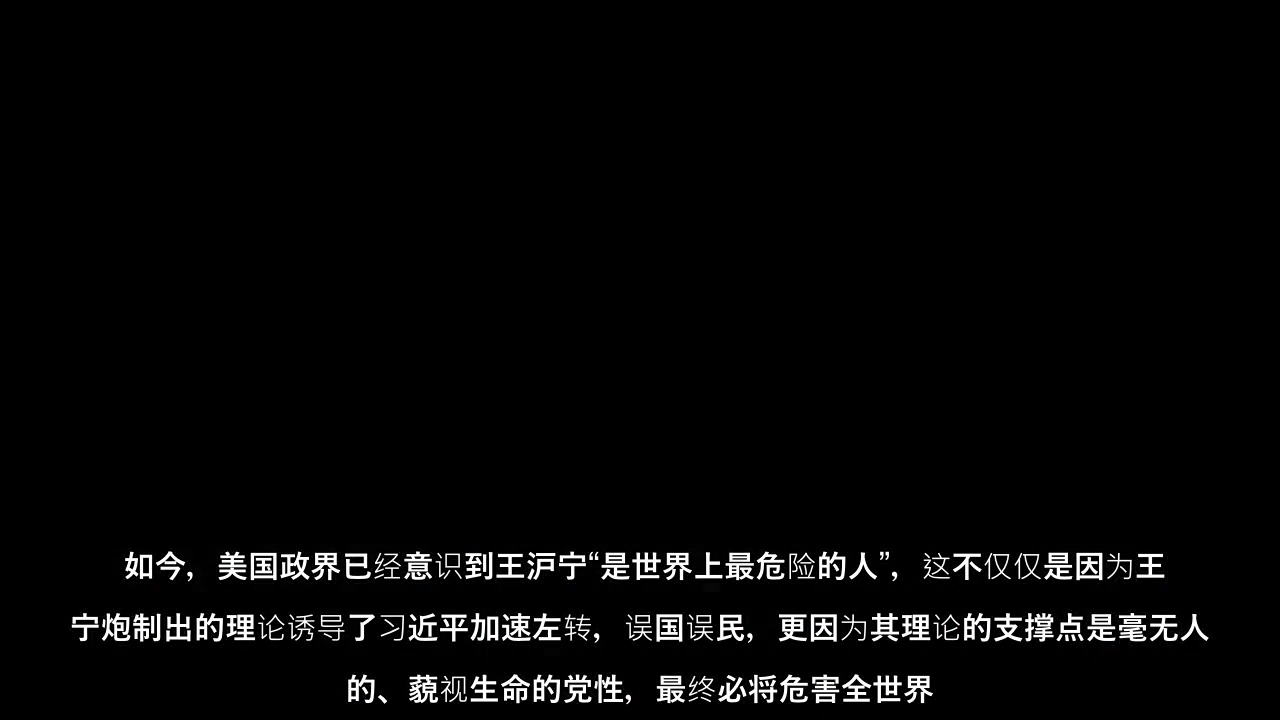 如今，美国政界已经意识到王沪宁“是世界上最危险的人”，这不仅仅是因为王
宁炮制出的理论诱导了习近平加速左转，误国误民，更因为其理论的支撑点是毫无人
的、藐视生命的党性，最终必将危害全世界